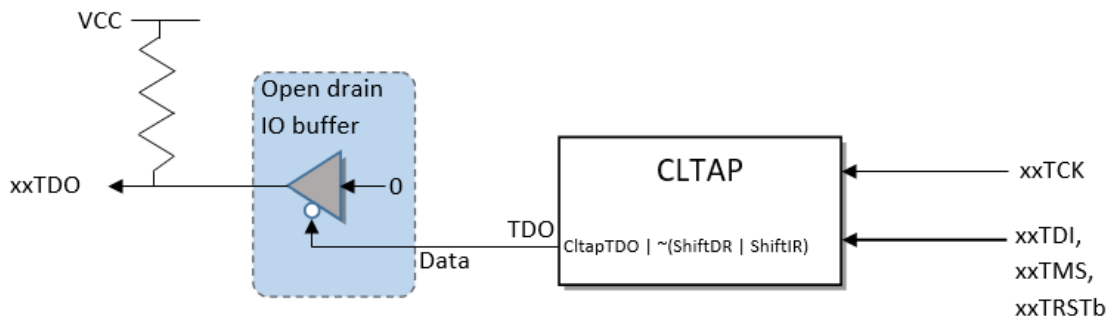 VCC
Open drain
IO buffer
CLTAP
xxTDO
0
xxTCK
TDO
CltapTDO | ~(ShiftDR | ShiftIR)
Data
xxTDI,
xxTMS,
xxTRSTb